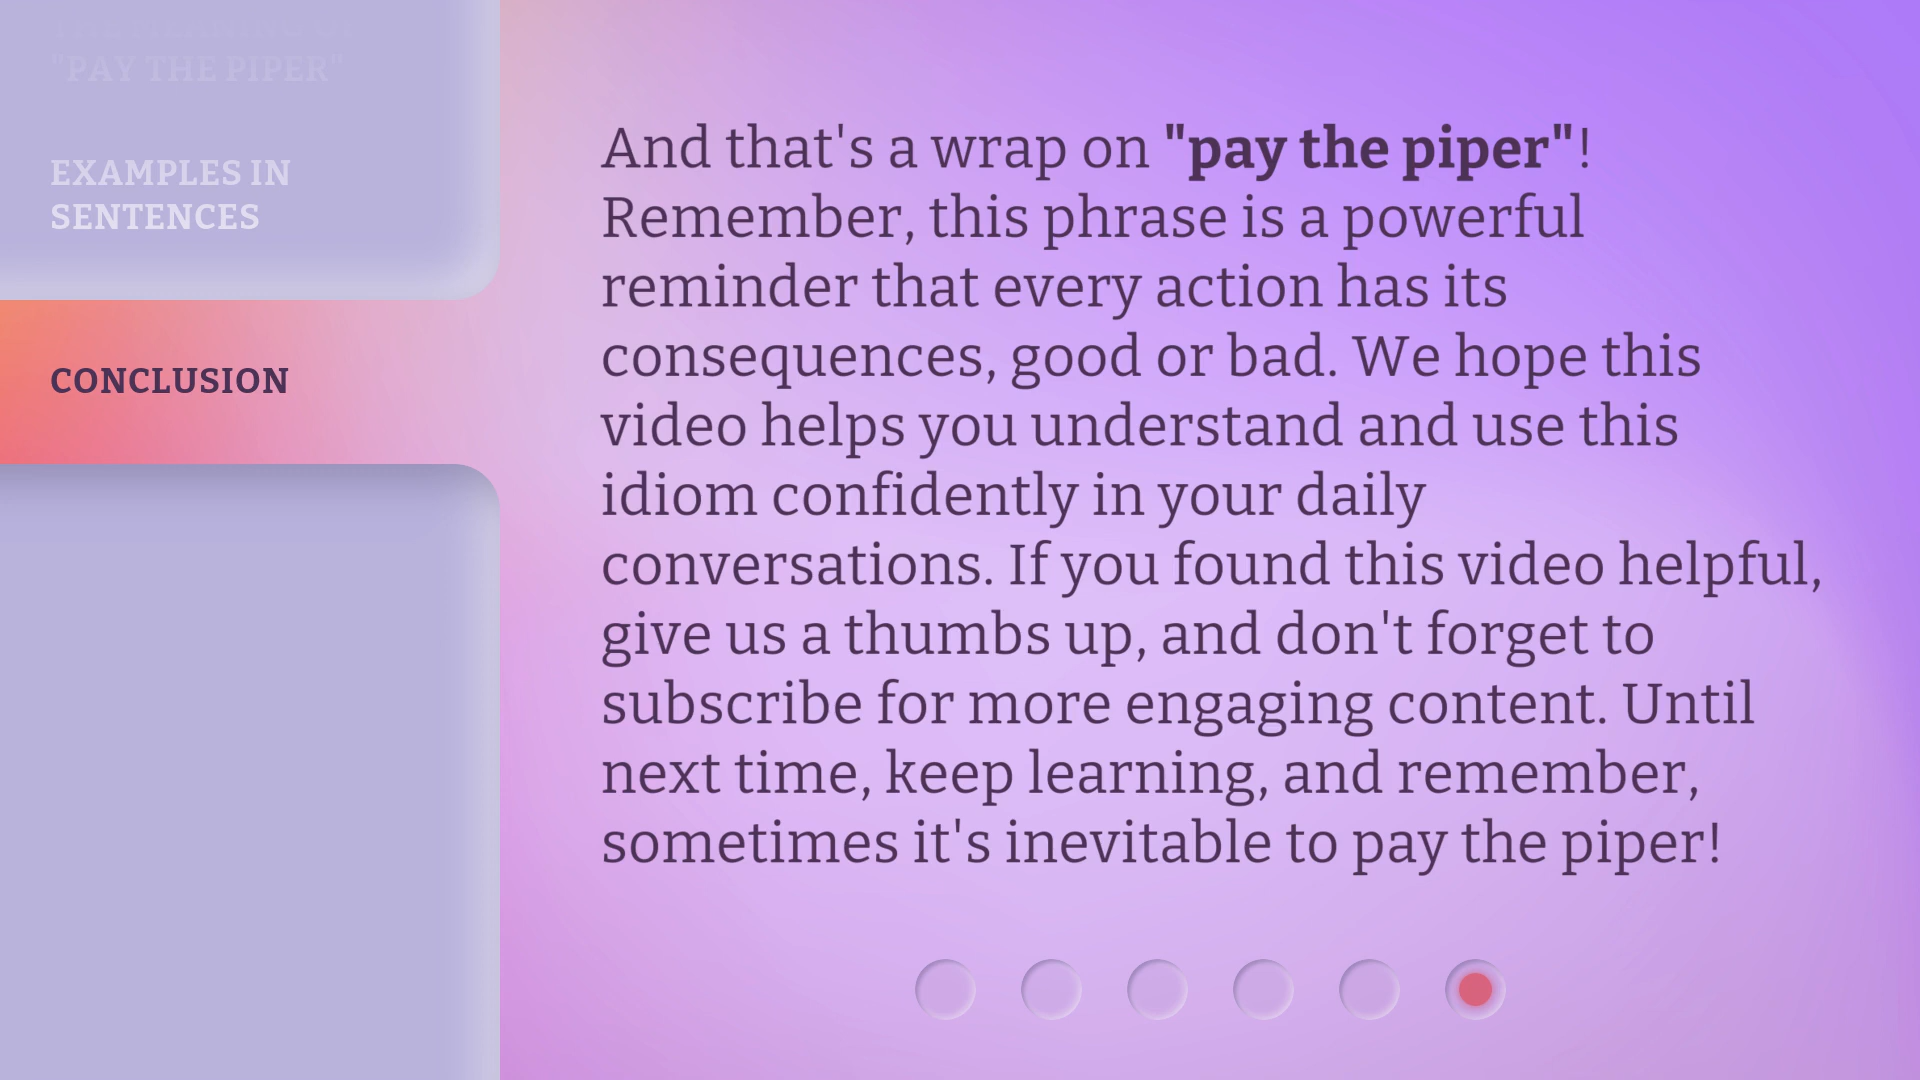 "PAY THE PIPER"
EXAMPLES IN
SENTENCES
CONCLUSION
And that's a wrap on "pay the piper"!
Remember, this phrase is a powerful
reminder that every action has its
consequences, good or bad. We hope this
video helps you understand and use this
idiom confidently in your daily
conversations. If you found this video helpful,
give us a thumbs up, and don't forget to
subscribe for more engaging content. Until
next time, keep learning, and remember,
sometimes it's inevitable to pay the piper!